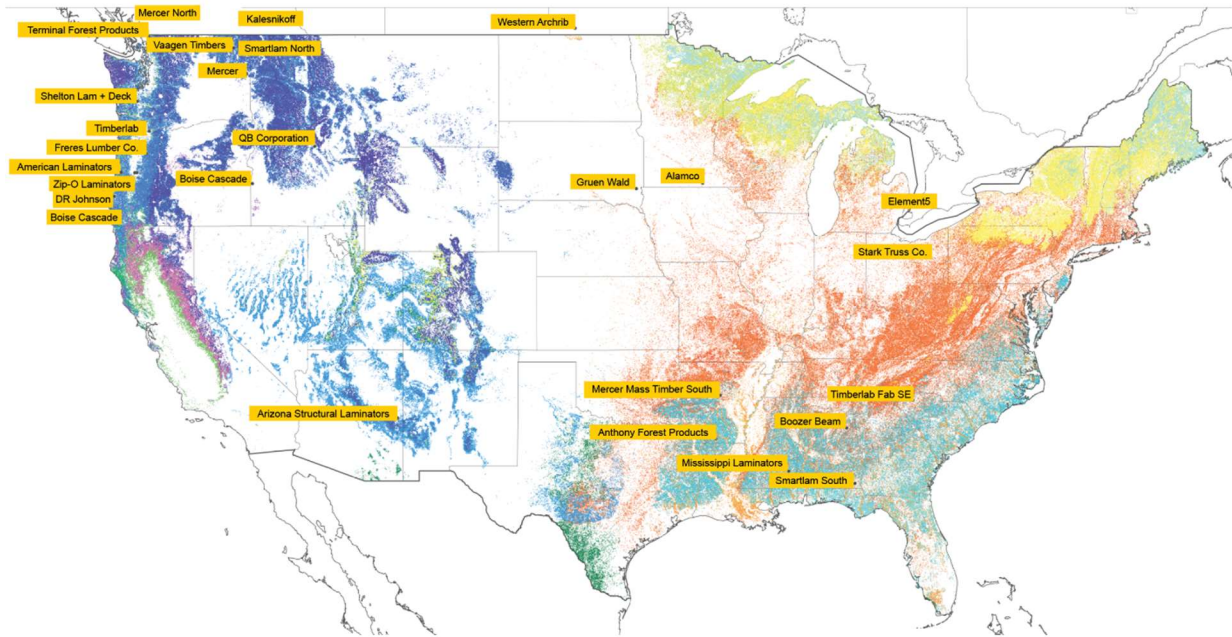 Mercer North
Kalesnikoff
Western Archrib
Terminal Forest Products
Vaagen Timbers
Smartlam North
Mercer
Shelton Lam + Deck
Timberlab
QB Corporation
Freres Lumber Co.
American Laminators
Zip-O Laminators
Boise Cascade
DR Johnson
Boise Cascade
Gruen Wald
Alamco
Element5
Stark Truss Co.
Mercer Mass Timber South
Timberlab Fab SE
Arizona Structural Laminators
Boozer Beam
Anthony Forest Products
Mississippi Laminators
Smartlam South